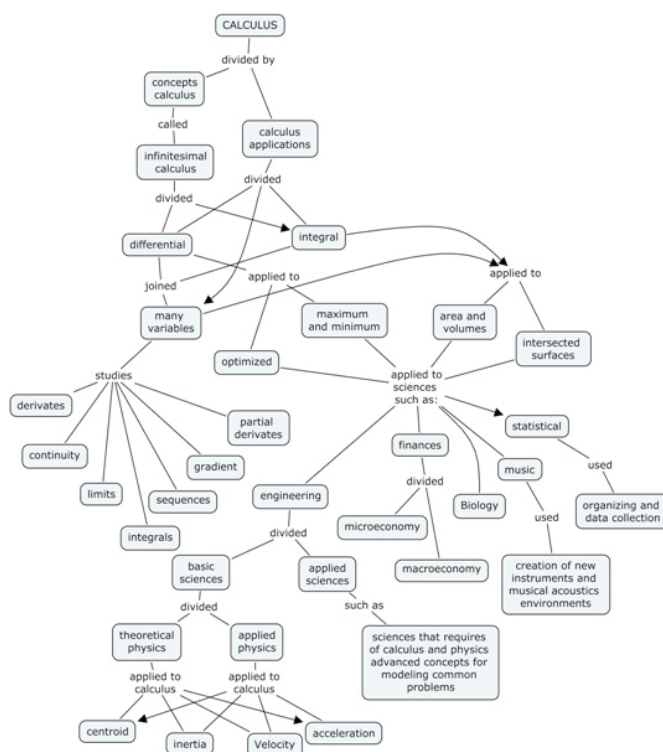 CALCULUS
divided by
concepts
calculus
called
calculus
applications
infinitesimal
calculus
divided
divided
differential
integral
joined
applied to
applied to
many
variables
maximum
and minimum
area and
volumes
intersected
surfaces
optimized
studies
applied to
sciences
such as:
derivates
partial
derivates
statistical
continuity
gradient
finances
music
used
limits
sequences
engineering
divided
Biology
organizing and
data collection
integrals
microeconomy
used
divided
basic
sciences
applied
sciences
macroeconomy
creation of new
instruments and
musical acoustics
environments
divided
such as
theoretical
physics
applied
physics
sciences that requires
of calculus and physics
advanced concepts for
modeling common
problems
applied to
calculus
applied to
calculus
centroid
inertia
Velocity
acceleration